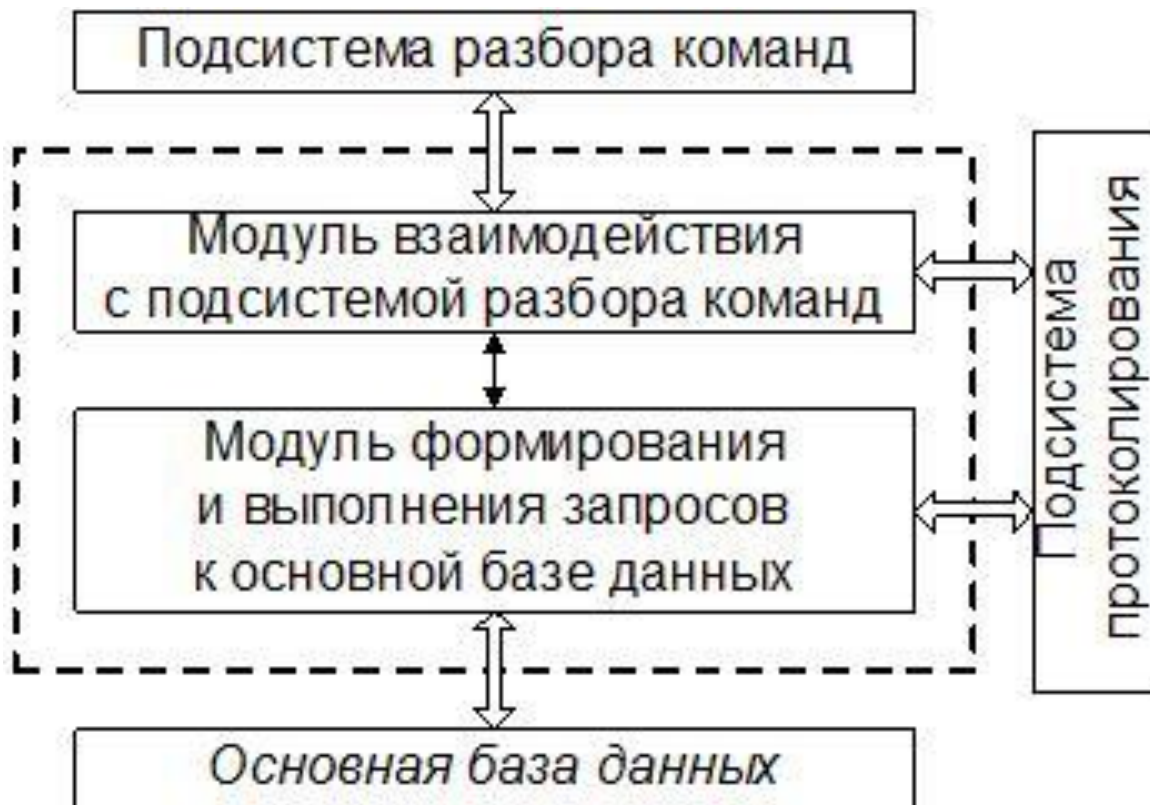 Подсистема разбора команд
Модуль взаимодействия
с подсистемой разбора команд
Модуль формирования
и выполнения запросов
к основной базе данных
Основная база данных
Подсистема
протоколирования